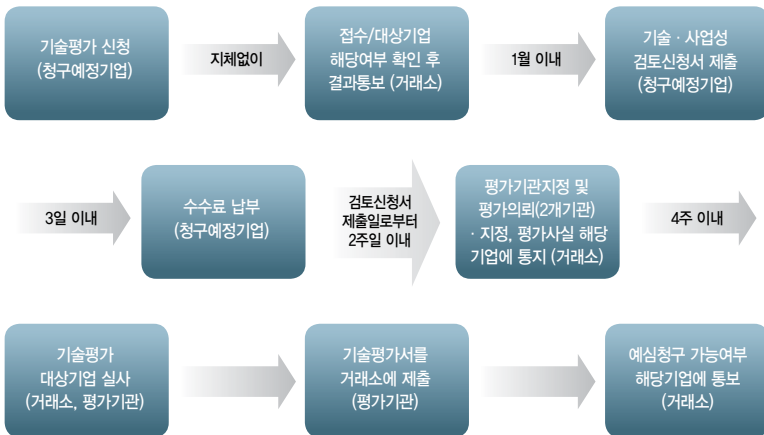 기술평가 신청
(청구예정기업)
지체없이
접수/대상기업
해당여부 확인 후
결과통보 (거래소)
1월 이내
기술 · 사업성
검토신청서 제출
(청구예정기업)
3일 이내
수수료 납부
(청구예정기업)
검토신청서
제출일로부터
2주일 이내
평가기관지정 및
평가의뢰(2개기관)
· 지정, 평가사실 해당
기업에 통지 (거래소)
4주 이내
기술평가
대상기업 실사
(거래소, 평가기관)
기술평가서를
거래소에 제출
(평가기관)
예심청구 가능여부
해당기업에 통보
(거래소)